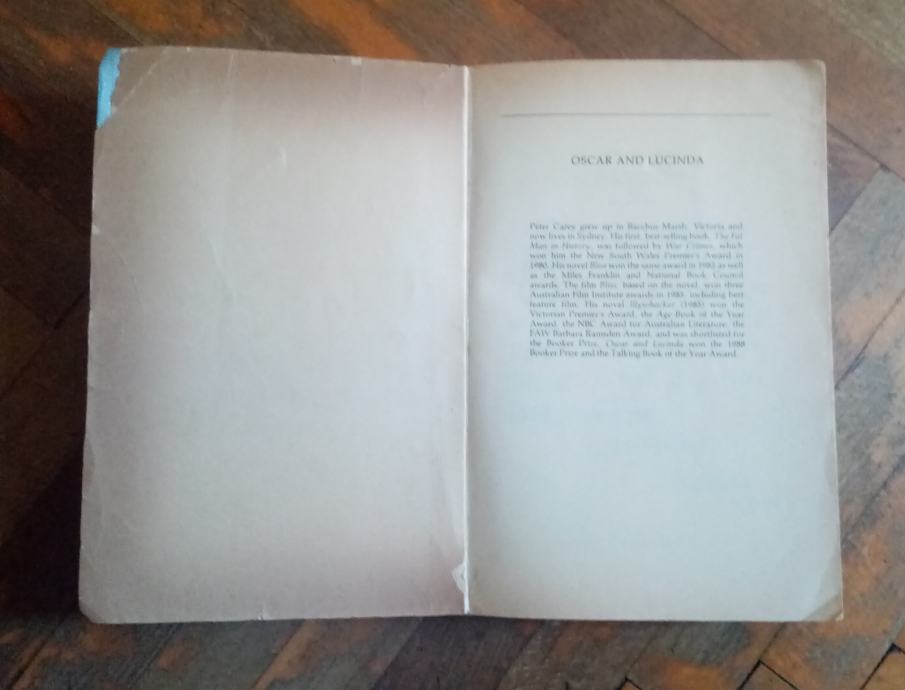 OSCAR AND LUCINDA
Peter Carey grew up in Bacchus Marsh, Victoria and
now lives in Sydney. His first, best-selling book, The Fat
Man in History, was followed by War Crimes, which
won him the New South Wales Premier's Award in
1980. His novel Bliss won the same award in 1982 as well
as the Miles Franklin and National Book Council
awards. The film Bliss, based on the novel, won three
Australian Film Institute awards in 1985, including best
feature film. His novel Illywhacker (1985) won the
Victorian Premier's Award, the Age Book of the Year
Award, the NBC Award for Australian Literature, the
FAW Barbara Ramsden Award, and was shortlisted for
the Booker Prize. Oscar and Lucinda won the 1988
Booker Prize and the Talking Book of the Year Award.